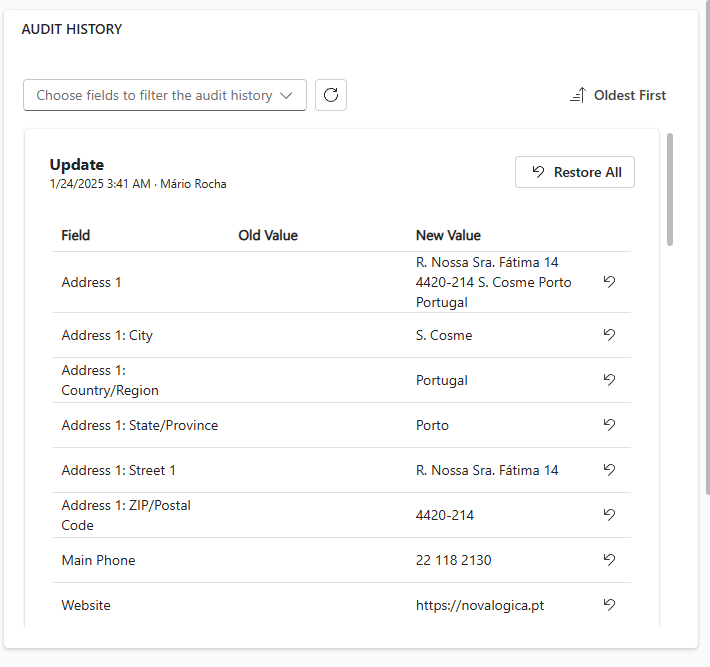 AUDIT HISTORY
Choose fields to filter the audit history
Oldest First
Update
Restore All
1/24/2025 3:41 AM · Mário Rocha
Field Old Value New Value
Address 1
R. Nossa Sra. Fátima 14
4420-214 S. Cosme Porto
Portugal
Address 1: City S. Cosme
Address 1:
Country/Region
Portugal
Address 1: State/Province Porto
Address 1: Street 1 R. Nossa Sra. Fátima 14
Address 1: ZIP/Postal
Code
4420-214
Main Phone 22 118 2130
Website https://novalogica.pt